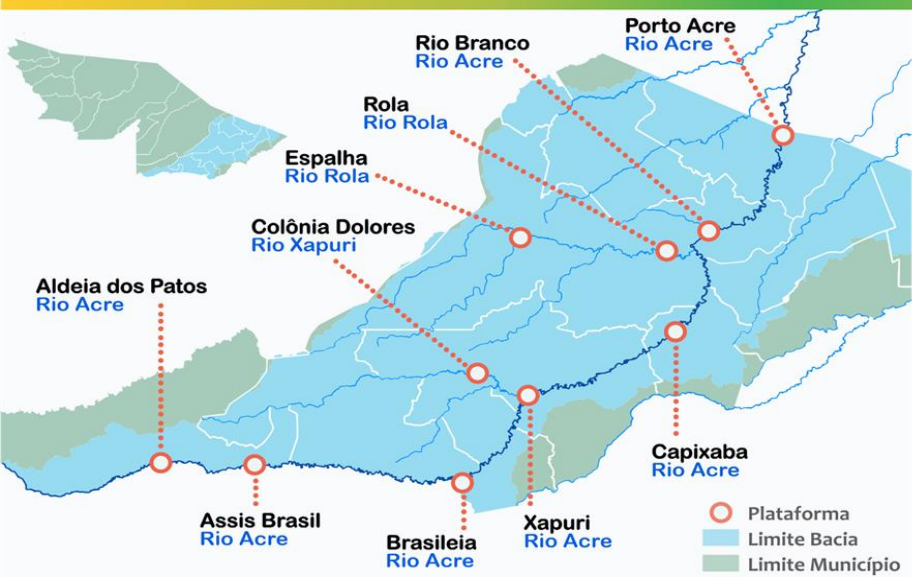 Porto Acre
Rio Acre
Rio Branco
Rio Acre
Rola
Rio Rola
Espalha
Rio Rola
Colônia Dolores
Rio Xapuri
Aldeia dos Patos
Rio Acre
Capixaba
Rio Acre
Assis Brasil
Rio Acre
Brasileia
Rio Acre
Xapuri
Rio Acre
Plataforma
Limite Bacia
Limite Município